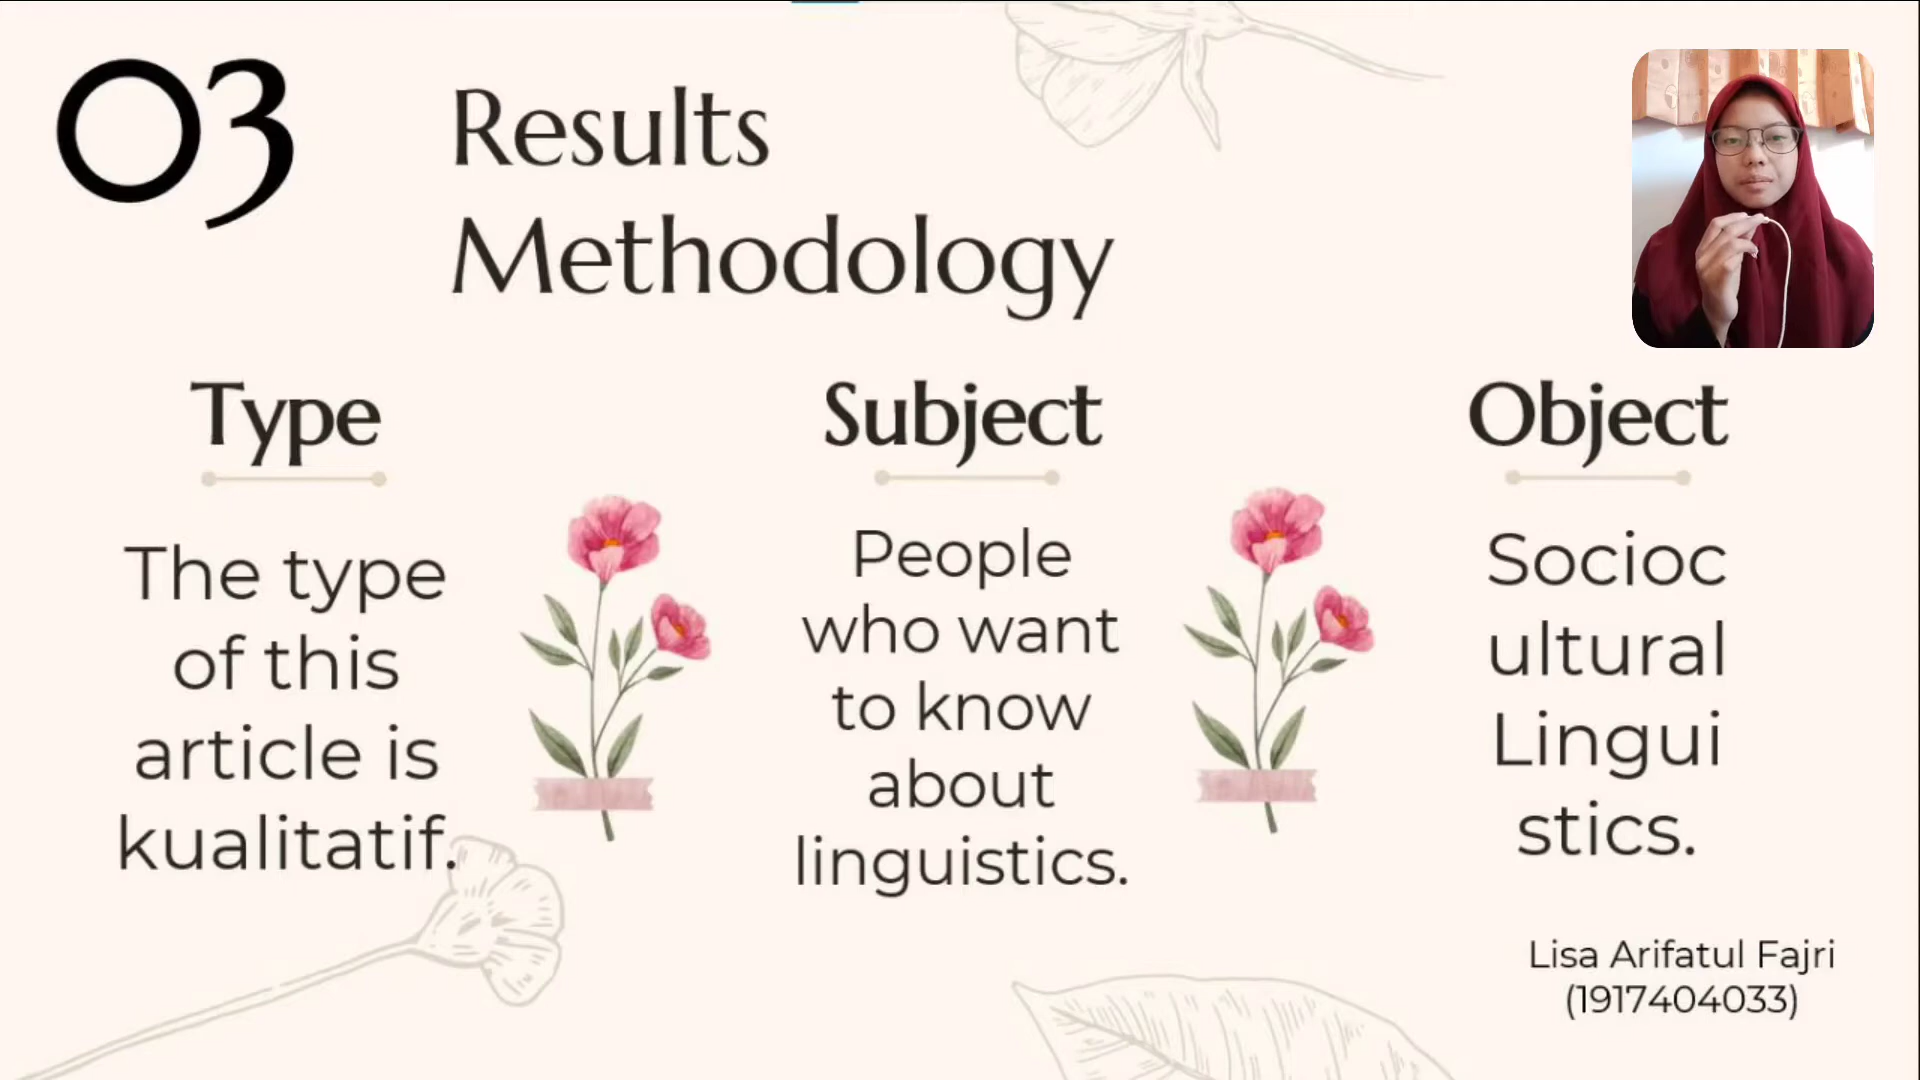 03
Results
Methodology
Type
The type
of this
article is
kualitatif.
Subject
People
who want
to know
about
linguistics.
Object
Socioc
ultural
Lingui
stics.
Lisa Arifatul Fajri
(1917404033)